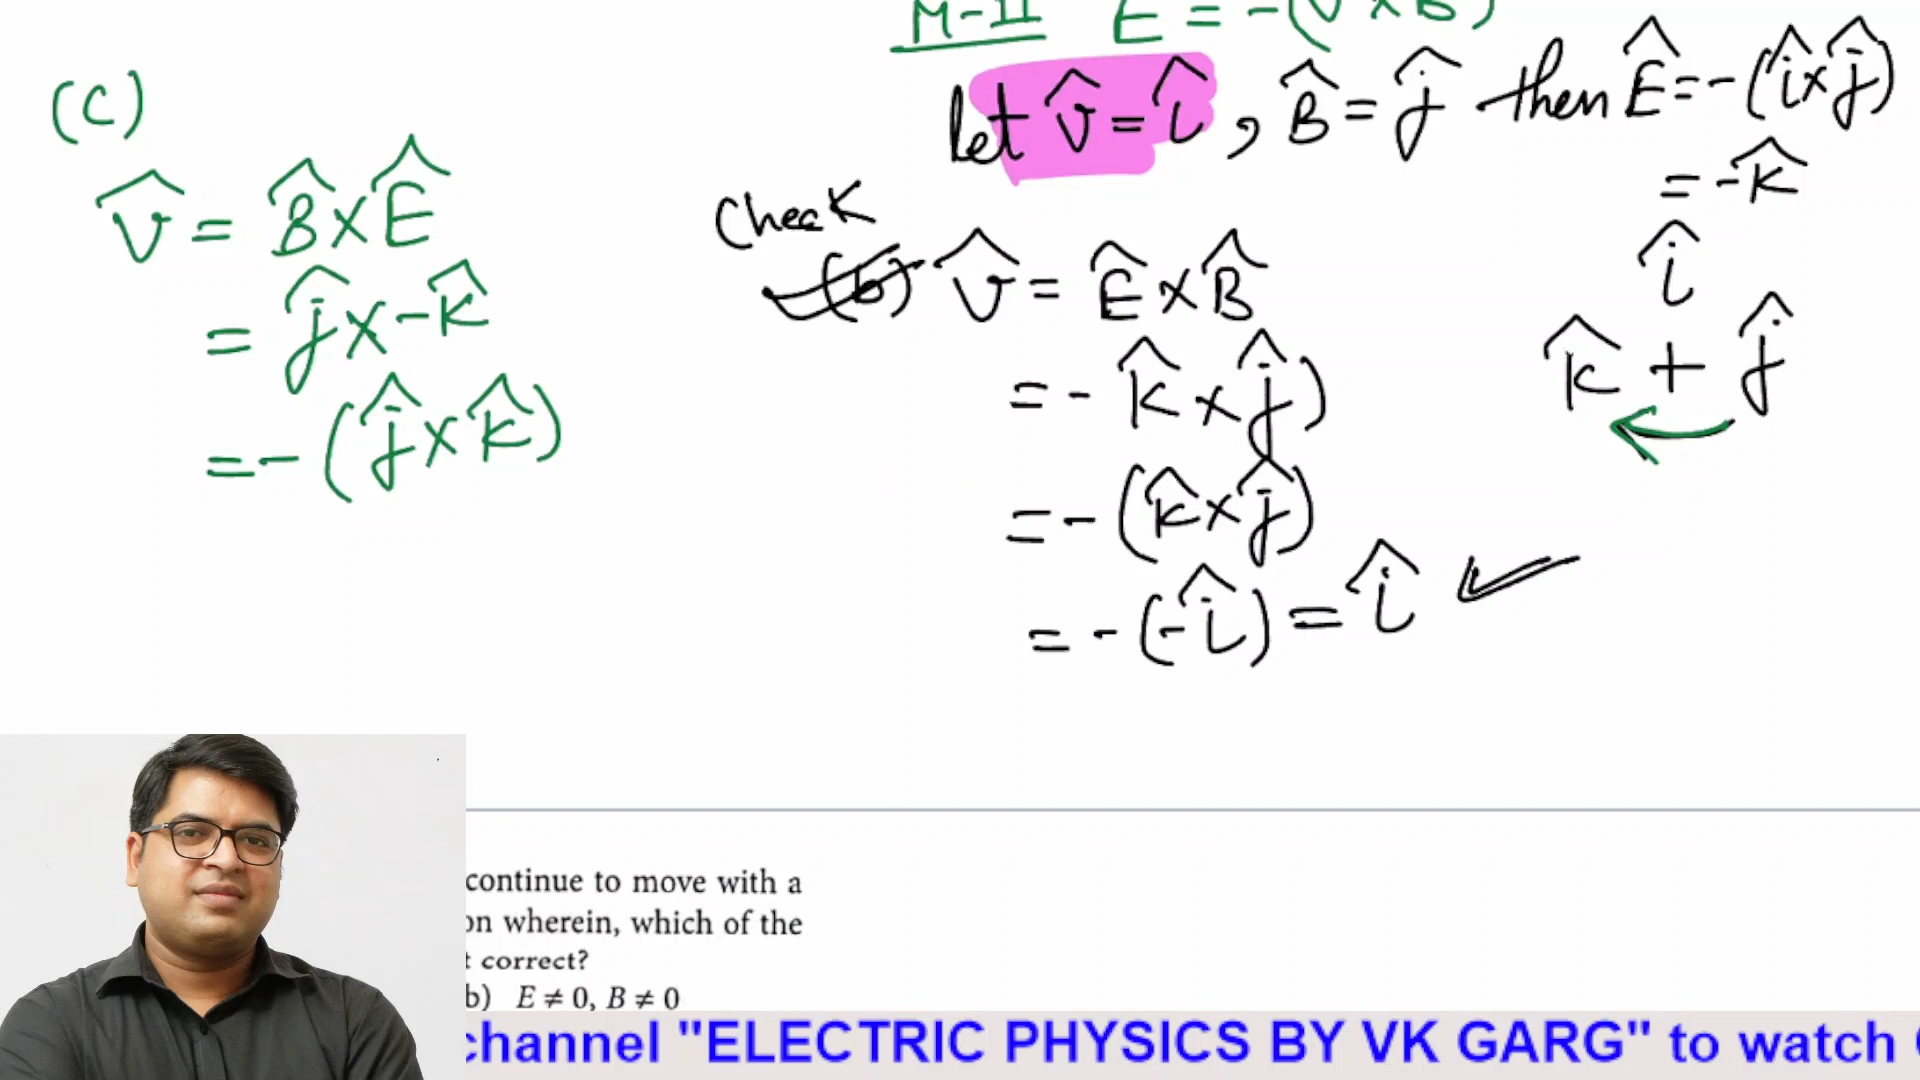 M-II E = -(V × B)
let v̂ = î , B̂ = ĵ then Ê = -(î × ĵ)
= -k̂
(C)
v̂ = B̂ × Ê
= ĵ × -k̂
= - (ĵ × k̂)
Check
(b) v̂ = Ê × B̂
= - k̂ × ĵ)
= - (k̂ × ĵ)
= - (-î) = î
î
k̂ + ĵ
continue to move with a
on wherein, which of the
t correct?
b) E ≠ 0, B ≠ 0
channel "ELECTRIC PHYSICS BY VK GARG" to watch